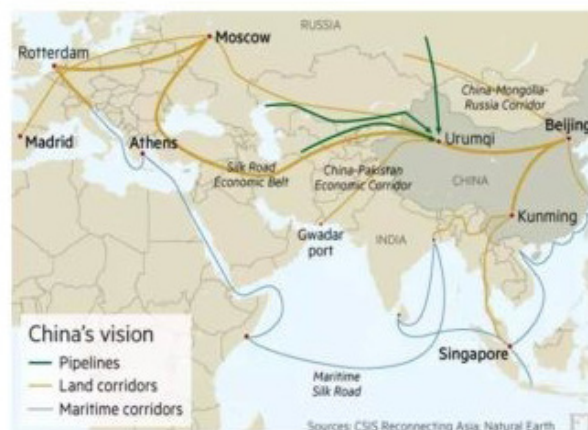 RUSSIA
Moscow
Rotterdam
China-Mongolia-
Russia Corridor
Beijing
Urumqi
Madrid
Athens
Silk Road
Economic Belt
China-Pakistan
Economic Corridor
CHINA
Kunming
Gwadar
port
INDIA
China's vision
Pipelines
Land corridors
Maritime corridors
Singapore
Maritime
Silk Road
Sources: CSIS Reconnecting Asia; Natural Earth